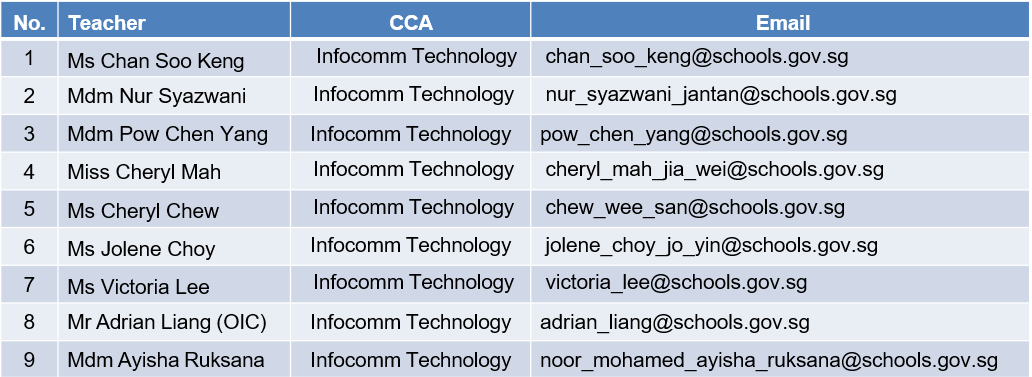 No. Teacher CCA Email
1 Ms Chan Soo Keng Infocomm Technology chan_soo_keng@schools.gov.sg
2 Mdm Nur Syazwani Infocomm Technology nur_syazwani_jantan@schools.gov.sg
3 Mdm Pow Chen Yang Infocomm Technology pow_chen_yang@schools.gov.sg
4 Miss Cheryl Mah Infocomm Technology cheryl_mah_jia_wei@schools.gov.sg
5 Ms Cheryl Chew Infocomm Technology chew_wee_san@schools.gov.sg
6 Ms Jolene Choy Infocomm Technology jolene_choy_jo_yin@schools.gov.sg
7 Ms Victoria Lee Infocomm Technology victoria_lee@schools.gov.sg
8 Mr Adrian Liang (OIC) Infocomm Technology adrian_liang@schools.gov.sg
9 Mdm Ayisha Ruksana Infocomm Technology noor_mohamed_ayisha_ruksana@schools.gov.sg